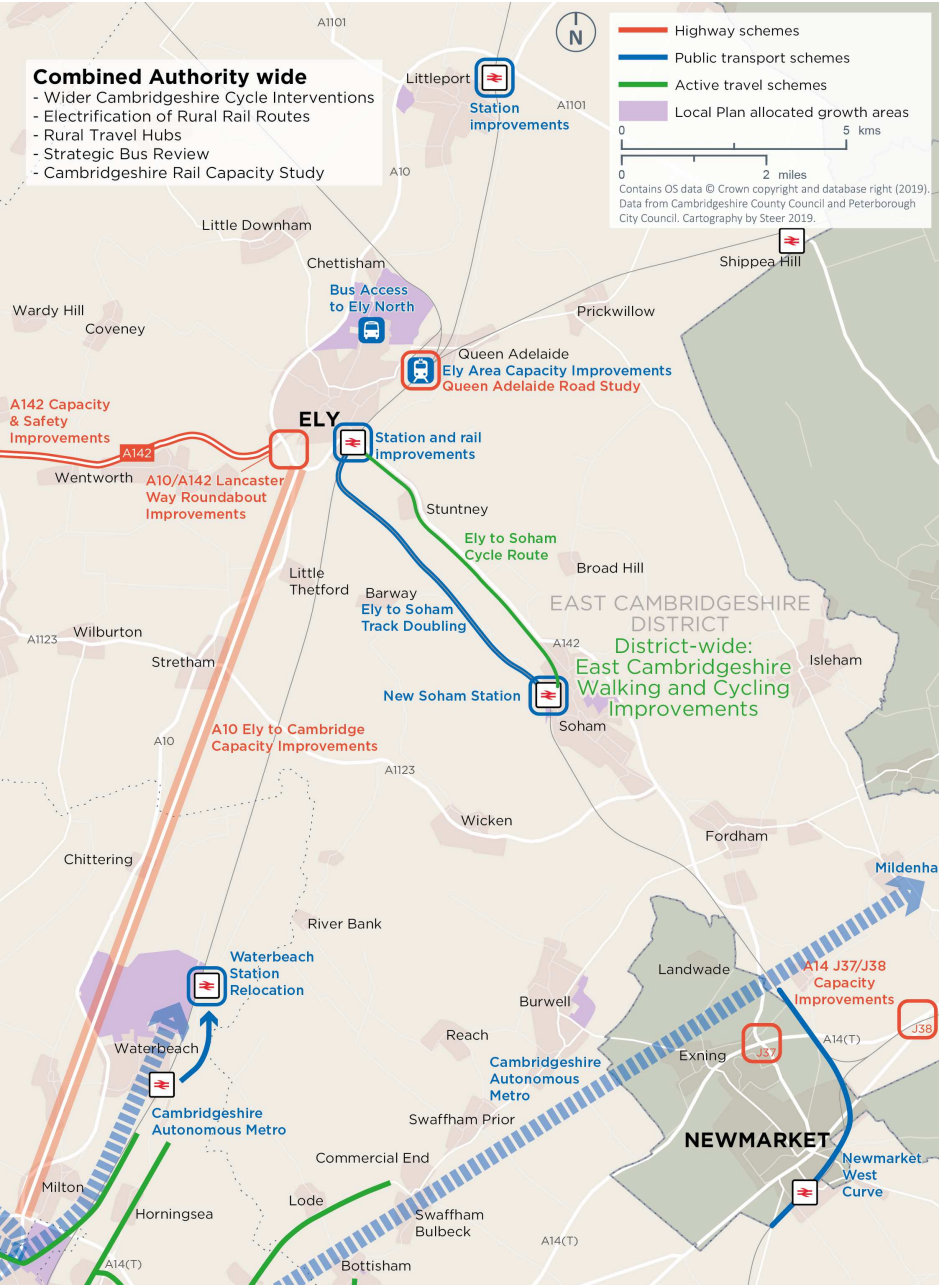 Combined Authority wide
- Wider Cambridgeshire Cycle Interventions
- Electrification of Rural Rail Routes
- Rural Travel Hubs
- Strategic Bus Review
- Cambridgeshire Rail Capacity Study
N
Highway schemes
Public transport schemes
Active travel schemes
Local Plan allocated growth areas
0 5 kms
0 2 miles
Contains OS data © Crown copyright and database right (2019).
Data from Cambridgeshire County Council and Peterborough
City Council. Cartography by Steer 2019.
A1101
Littleport
Station
improvements
A1101
A10
Little Downham
Chettisham
Shippea Hill
Bus Access
to Ely North
Wardy Hill
Coveney
Prickwillow
Queen Adelaide
Ely Area Capacity Improvements
Queen Adelaide Road Study
A142 Capacity
& Safety
Improvements
ELY
A142
Station and rail
improvements
Wentworth
A10/A142 Lancaster
Way Roundabout
Improvements
Stuntney
Ely to Soham
Cycle Route
Little
Thetford
Broad Hill
Barway
Ely to Soham
Track Doubling
EAST CAMBRIDGESHIRE
DISTRICT
District-wide:
East Cambridgeshire
Walking and Cycling
Improvements
A1123
Wilburton
A142
Stretham
Isleham
New Soham Station
Soham
A10 Ely to Cambridge
Capacity Improvements
A10
A1123
Wicken
Fordham
Chittering
Mildenha
River Bank
Waterbeach
Station
Relocation
Landwade
A14 J37/J38
Capacity
Improvements
Burwell
J38
Reach
A14(T)
Exning
J37
Waterbeach
Cambridgeshire
Autonomous
Metro
Cambridgeshire
Autonomous Metro
Swaffham Prior
NEWMARKET
Commercial End
Newmarket
West
Curve
Milton
Lode
Horningsea
Swaffham
Bulbeck
A14(T)
A14(T)
Bottisham